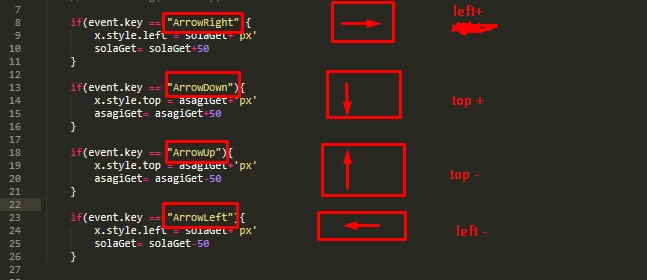 7 left+
8 if(event.key == "ArrowRight" {
9 x.style.left = solaGet+'px'
10 solaGet= solaGet+50
11 }
12
13 if(event.key == "ArrowDown"){
14 x.style.top = asagiGet+'px' top +
15 asagiGet= asagiGet+50
16 }
17
18 if(event.key == "ArrowUp"){
19 x.style.top = asagiGet+'px'
20 asagiGet= asagiGet-50 top -
21 }
22
23 if(event.key == "ArrowLeft"){
24 x.style.left = solaGet+'px' left -
25 solaGet= solaGet-50
26 }
27